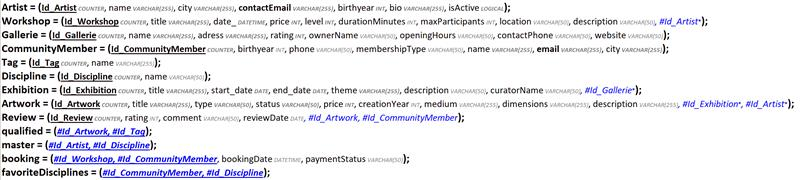 Artist = (Id_Artist COUNTER, name VARCHAR(255), city VARCHAR(255), contactEmail VARCHAR(255), birthyear INT, bio VARCHAR(255), isActive LOGICAL);
Workshop = (Id_Workshop COUNTER, title VARCHAR(255), date_ DATETIME, price INT, level INT, durationMinutes INT, maxParticipants INT, location VARCHAR(50), description VARCHAR(50), #Id_Artist*);
Gallerie = (Id_Gallerie COUNTER, name VARCHAR(255), adress VARCHAR(255), rating INT, ownerName VARCHAR(50), openingHours VARCHAR(50), contactPhone VARCHAR(50), website VARCHAR(50));
CommunityMember = (Id_CommunityMember COUNTER, birthyear INT, phone VARCHAR(50), membershipType VARCHAR(50), name VARCHAR(255), email VARCHAR(255), city VARCHAR(255));
Tag = (Id_Tag COUNTER, name VARCHAR(255));
Discipline = (Id_Discipline COUNTER, name VARCHAR(50));
Exhibition = (Id_Exhibition COUNTER, title VARCHAR(255), start_date DATE, end_date DATE, theme VARCHAR(255), description VARCHAR(50), curatorName VARCHAR(50), #Id_Gallerie*);
Artwork = (Id_Artwork COUNTER, title VARCHAR(255), type VARCHAR(50), status VARCHAR(50), price INT, creationYear INT, medium VARCHAR(255), dimensions VARCHAR(255), description VARCHAR(255), #Id_Exhibition*, #Id_Artist*);
Review = (Id_Review COUNTER, rating INT, comment VARCHAR(50), reviewDate DATE, #Id_Artwork, #Id_CommunityMember);
qualified = (#Id_Artwork, #Id_Tag);
master = (#Id_Artist, #Id_Discipline);
booking = (#Id_Workshop, #Id_CommunityMember, bookingDate DATETIME, paymentStatus VARCHAR(50));
favoriteDisciplines = (#Id_CommunityMember, #Id_Discipline);